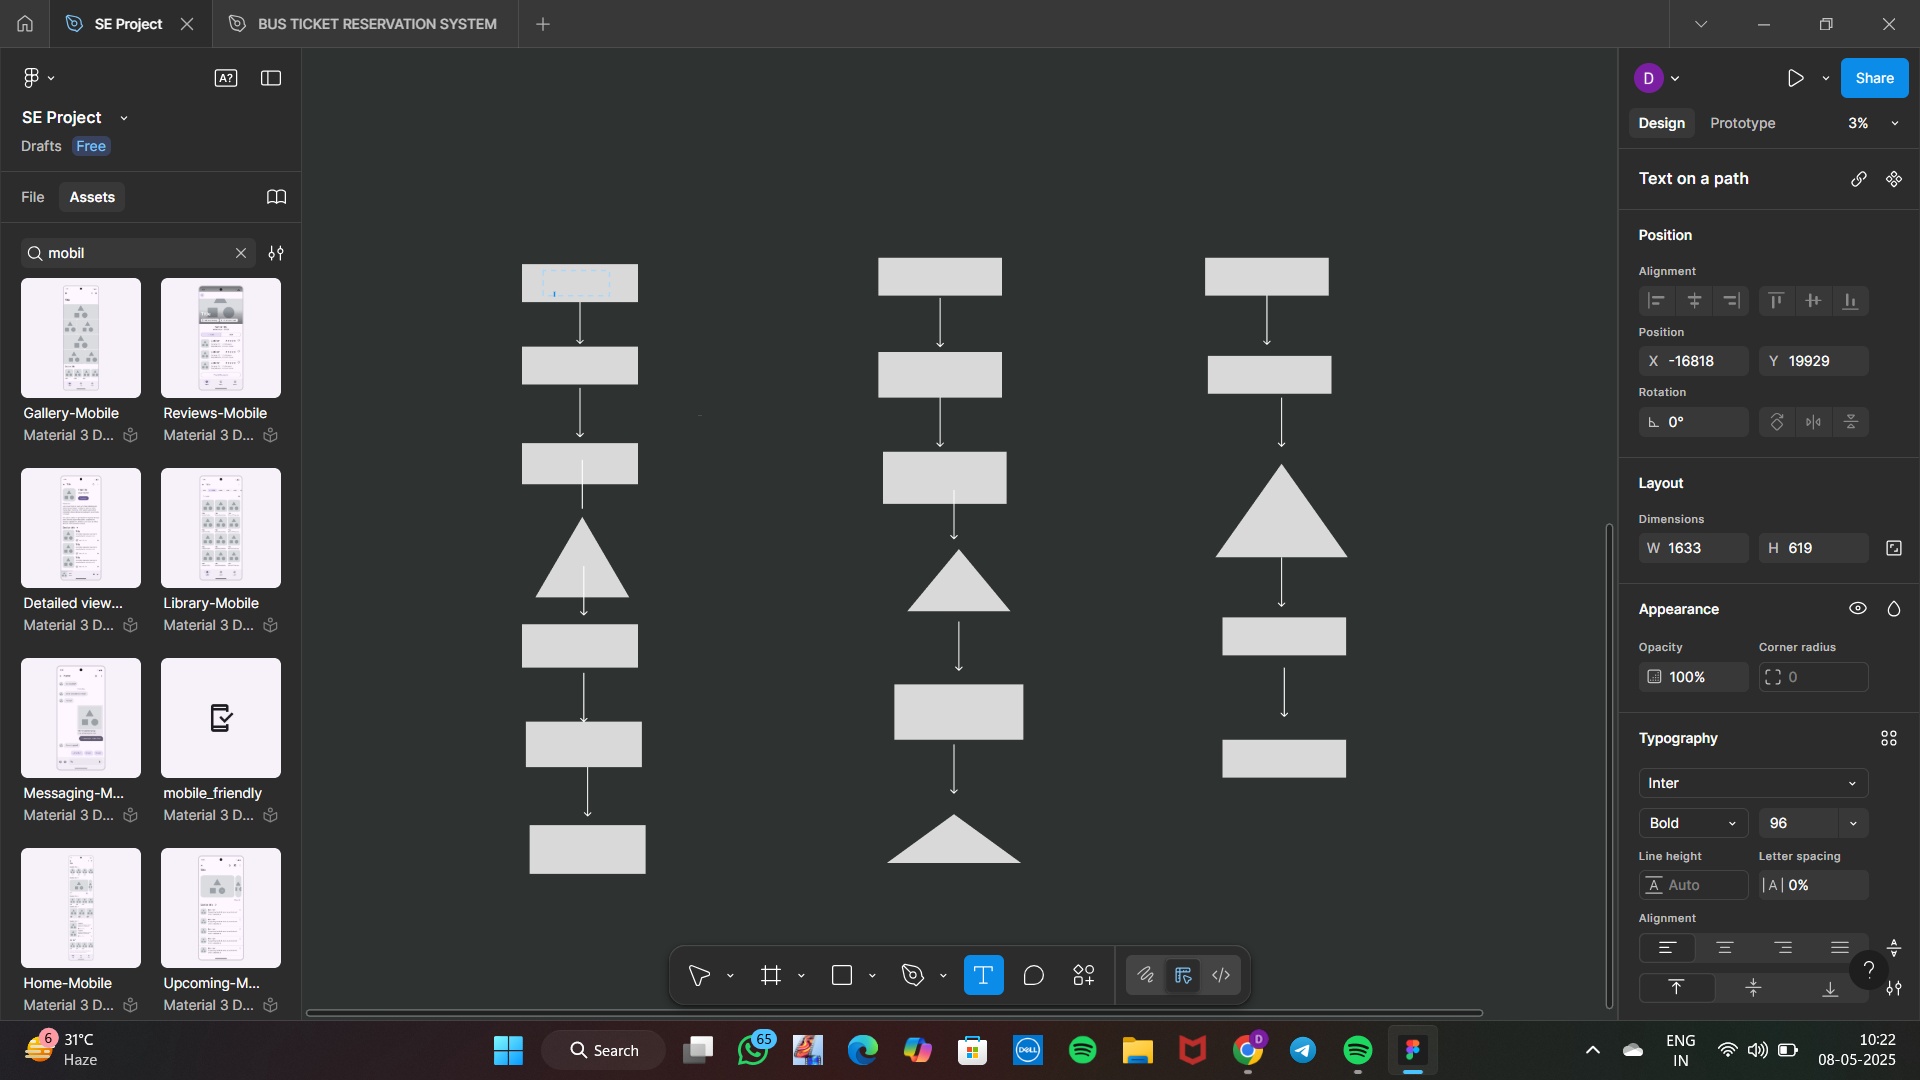 SE Project
BUS TICKET RESERVATION SYSTEM
A?
SE Project
Drafts
Free
File
Assets
mobil
Gallery-Mobile
Material 3 D...
Reviews-Mobile
Material 3 D...
Detailed view...
Material 3 D...
Library-Mobile
Material 3 D...
Messaging-M...
Material 3 D...
mobile_friendly
Material 3 D...
Home-Mobile
Material 3 D...
Upcoming-M...
Material 3 D...
D
Share
Design
Prototype
3%
Text on a path
Position
Alignment
Position
X -16818
Y 19929
Rotation
0°
Layout
Dimensions
W 1633
H 619
Appearance
Opacity
Corner radius
100%
0
Typography
Inter
Bold
96
Line height
Letter spacing
A Auto
|A| 0%
Alignment
?
6
31°C
Haze
Search
65
DELL
D
ENG
IN
10:22
08-05-2025